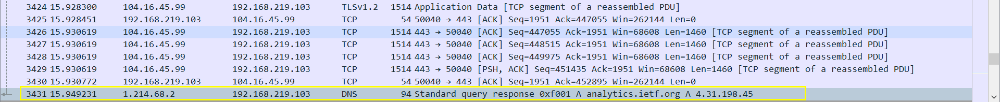 3424 15.928300 104.16.45.99 192.168.219.103 TLSv1.2 1514 Application Data [TCP segment of a reassembled PDU]
3425 15.928451 192.168.219.103 104.16.45.99 TCP 54 50040 → 443 [ACK] Seq=1951 Ack=447055 Win=262144 Len=0
3426 15.930619 104.16.45.99 192.168.219.103 TCP 1514 443 → 50040 [ACK] Seq=447055 Ack=1951 Win=68608 Len=1460 [TCP segment of a reassembled PDU]
3427 15.930619 104.16.45.99 192.168.219.103 TCP 1514 443 → 50040 [ACK] Seq=448515 Ack=1951 Win=68608 Len=1460 [TCP segment of a reassembled PDU]
3428 15.930619 104.16.45.99 192.168.219.103 TCP 1514 443 → 50040 [ACK] Seq=449975 Ack=1951 Win=68608 Len=1460 [TCP segment of a reassembled PDU]
3429 15.930619 104.16.45.99 192.168.219.103 TCP 1514 443 → 50040 [PSH, ACK] Seq=451435 Ack=1951 Win=68608 Len=1460 [TCP segment of a reassembled PDU]
3430 15.930772 192.168.219.103 104.16.45.99 TCP 54 50040 → 443 [ACK] Seq=1951 Ack=452895 Win=262144 Len=0
3431 15.949231 1.214.68.2 192.168.219.103 DNS 94 Standard query response 0xf001 A analytics.ietf.org A 4.31.198.45